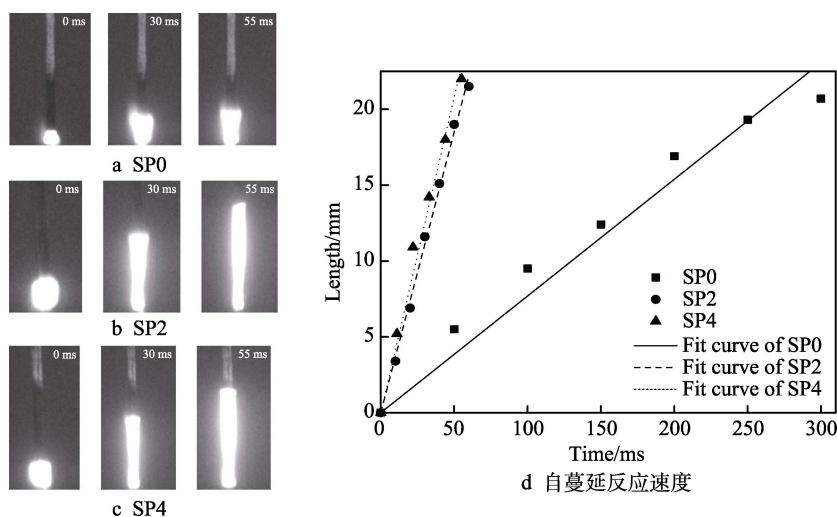 0 ms 30 ms 55 ms
a SP0
0 ms 30 ms 55 ms
b SP2
0 ms 30 ms 55 ms
c SP4
Length/mm
20
15
10
5
0
SP0
SP2
SP4
Fit curve of SP0
Fit curve of SP2
Fit curve of SP4
0 50 100 150 200 250 300
Time/ms
d 自蔓延反应速度